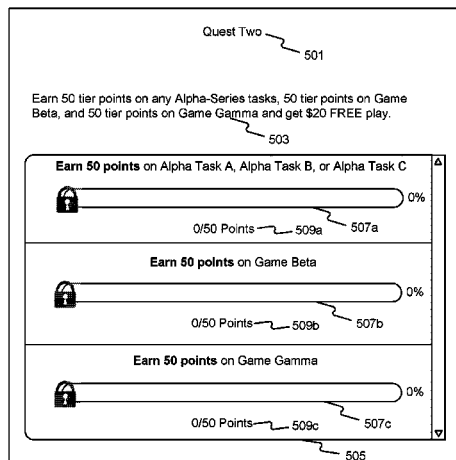 Quest Two
501
Earn 50 tier points on any Alpha-Series tasks, 50 tier points on Game
Beta, and 50 tier points on Game Gamma and get $20 FREE play.
503
Earn 50 points on Alpha Task A, Alpha Task B, or Alpha Task C
0%
0/50 Points 509a 507a
Earn 50 points on Game Beta
0%
0/50 Points 509b 507b
Earn 50 points on Game Gamma
0%
0/50 Points 509c 507c
505